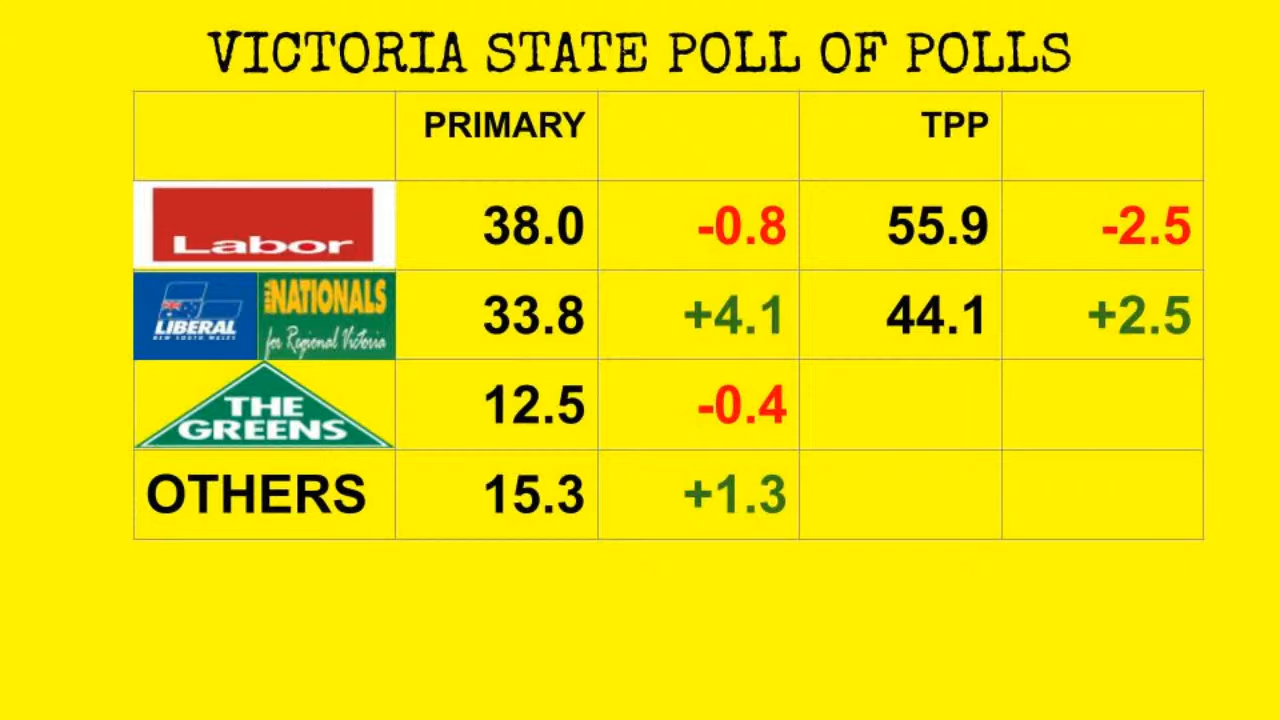 VICTORIA STATE POLL OF POLLS
PRIMARY TPP
Labor 38.0 -0.8 55.9 -2.5
LIBERAL
NEW SOUTH WALES
THE NATIONALS
for Regional Victoria
33.8 +4.1 44.1 +2.5
THE
GREENS
12.5 -0.4
OTHERS 15.3 +1.3